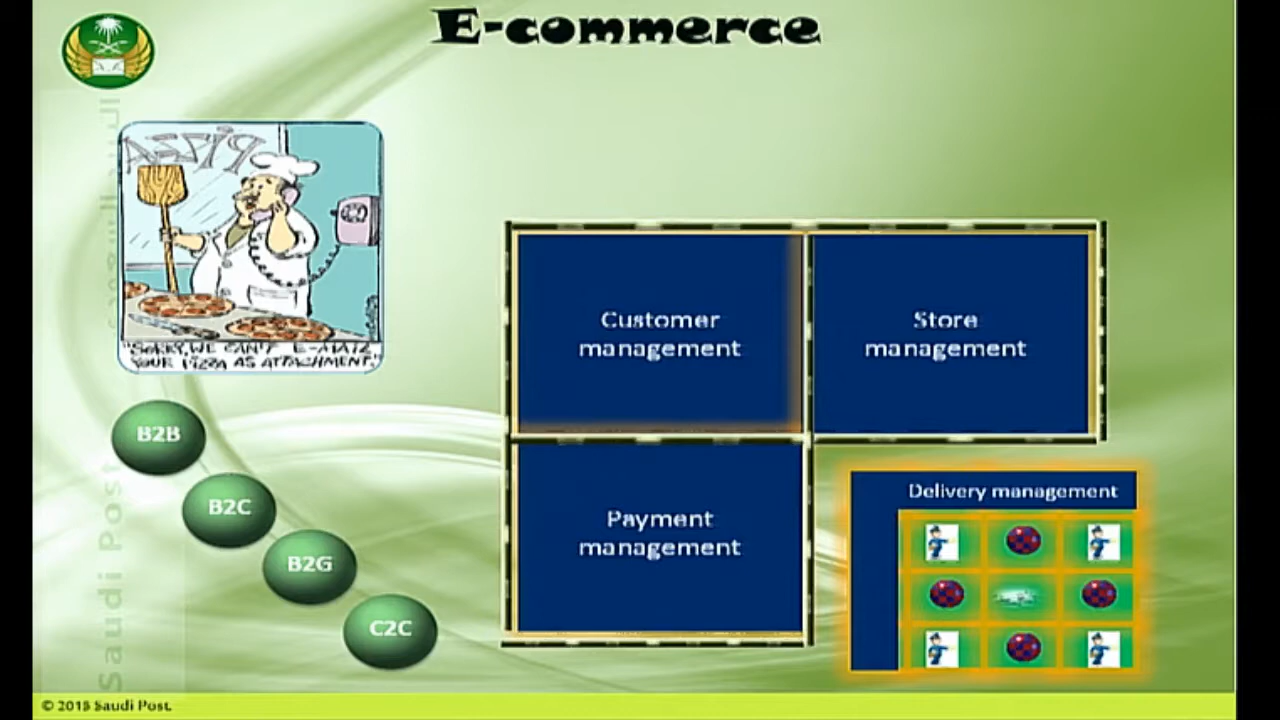 E-commerce
PIZZA
"SORRY, WE CAN'T E-MAIL
YOUR PIZZA AS ATTACHMENT."
Customer
management
Store
management
B2B
B2C
B2G
C2C
Payment
management
Delivery management
Saudi Post
© 2015 Saudi Post.